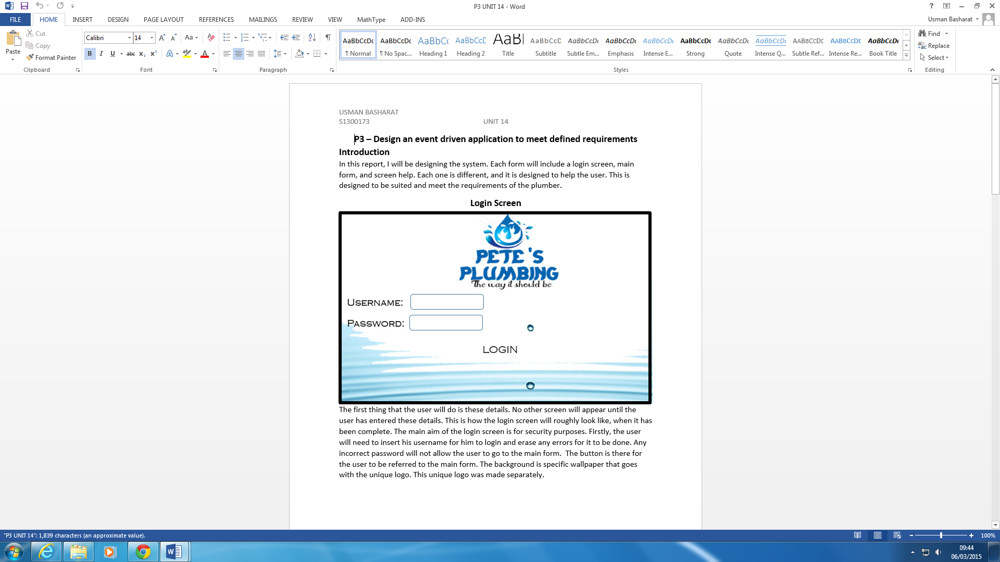 P3 UNIT 14 - Word
FILE HOME INSERT DESIGN PAGE LAYOUT REFERENCES MAILINGS REVIEW VIEW MathType ADD-INS Usman Basharat
Paste
Cut
Copy
Format Painter
Clipboard
Calibri 14
Font
Paragraph
AaBbCcDc AaBbCcDc AaBbCc AaBbCcD AaBl AaBbCcD AaBbCcDc AaBbCcDc AaBbCcDc AaBbCcDc AaBbCcDc AaBbCcDc AABBCCDE AABBCCDE AaBbCcDc
¶ Normal ¶ No Spac... Heading 1 Heading 2 Title Subtitle Subtle Em... Emphasis Intense E... Strong Quote Intense Q... Subtle Ref... Intense Re... Book Title
Styles
Find
Replace
Select
Editing
USMAN BASHARAT
S1300173 UNIT 14
P3 – Design an event driven application to meet defined requirements
Introduction
In this report, I will be designing the system. Each form will include a login screen, main
form, and screen help. Each one is different, and it is designed to help the user. This is
designed to be suited and meet the requirements of the plumber.
Login Screen
PETE'S
PLUMBING
The way it should be
Username:
Password:
LOGIN
The first thing that the user will do is these details. No other screen will appear until the
user has entered these details. This is how the login screen will roughly look like, when it has
been complete. The main aim of the login screen is for security purposes. Firstly, the user
will need to insert his username for him to login and erase any errors for it to be done. Any
incorrect password will not allow the user to go to the main form.  The button is there for
the user to be referred to the main form. The background is specific wallpaper that goes
with the unique logo. This unique logo was made separately.
"P3 UNIT 14": 1,839 characters (an approximate value).
100%
09:44
06/03/2015